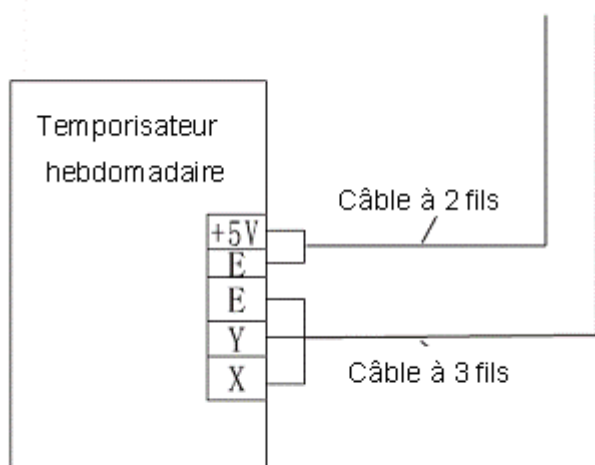 Temporisateur
hebdomadaire
Câble à 2 fils
+5V
E
E
Y
X
Câble à 3 fils